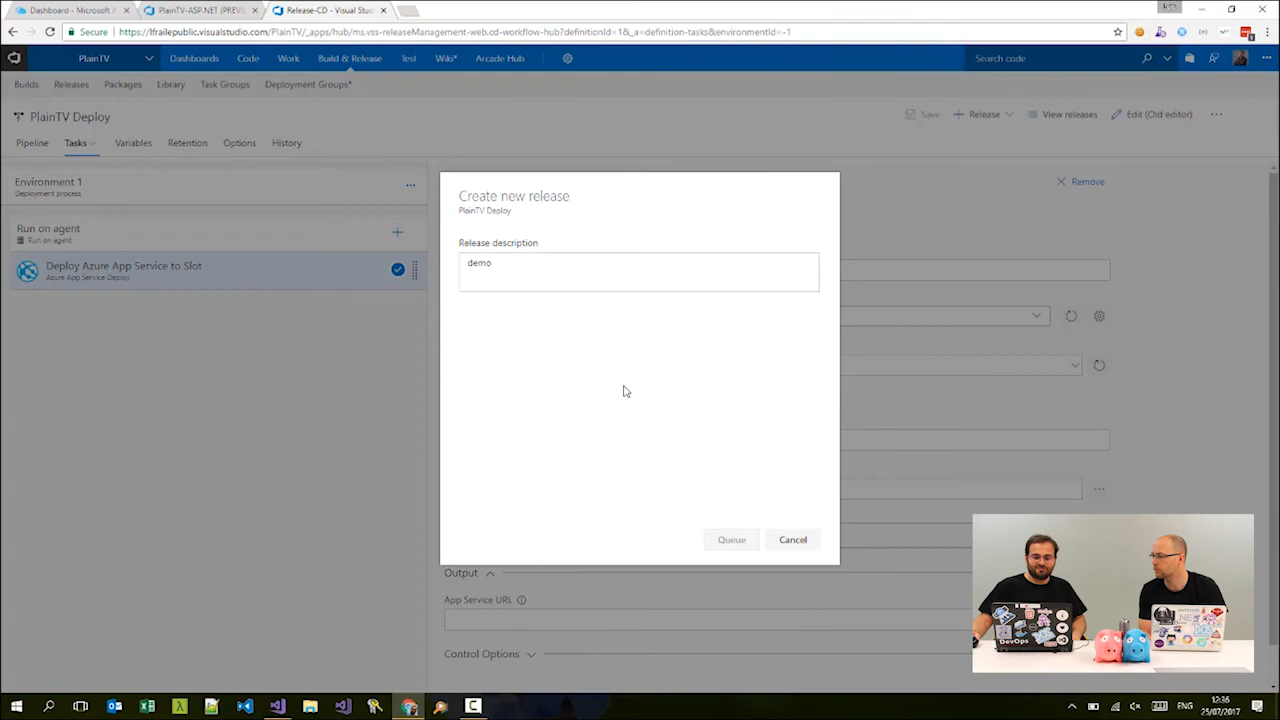 Dashboard - Microsoft A
PlainTV-ASP.NET (PREVI
Release-CD - Visual Stu
Secure
https://lfrailepublic.visualstudio.com/PlainTV/_apps/hub/ms.vss-releaseManagement-web.cd-workflow-hub?definitionId=1&_a=definition-tasks&environmentId=-1
PlainTV
Dashboards
Code
Work
Build & Release
Test
Wiki*
Arcade Hub
Search code
Builds
Releases
Packages
Library
Task Groups
Deployment Groups*
PlainTV Deploy
Save
Release
View releases
Edit (Old editor)
Pipeline
Tasks
Variables
Retention
Options
History
Environment 1
Deployment process
Run on agent
Run on agent
Deploy Azure App Service to Slot
Azure App Service Deploy
Remove
Create new release
PlainTV Deploy
Release description
demo
Queue
Cancel
Output
App Service URL
Control Options
DevOps
12:36
ENG
25/07/2017